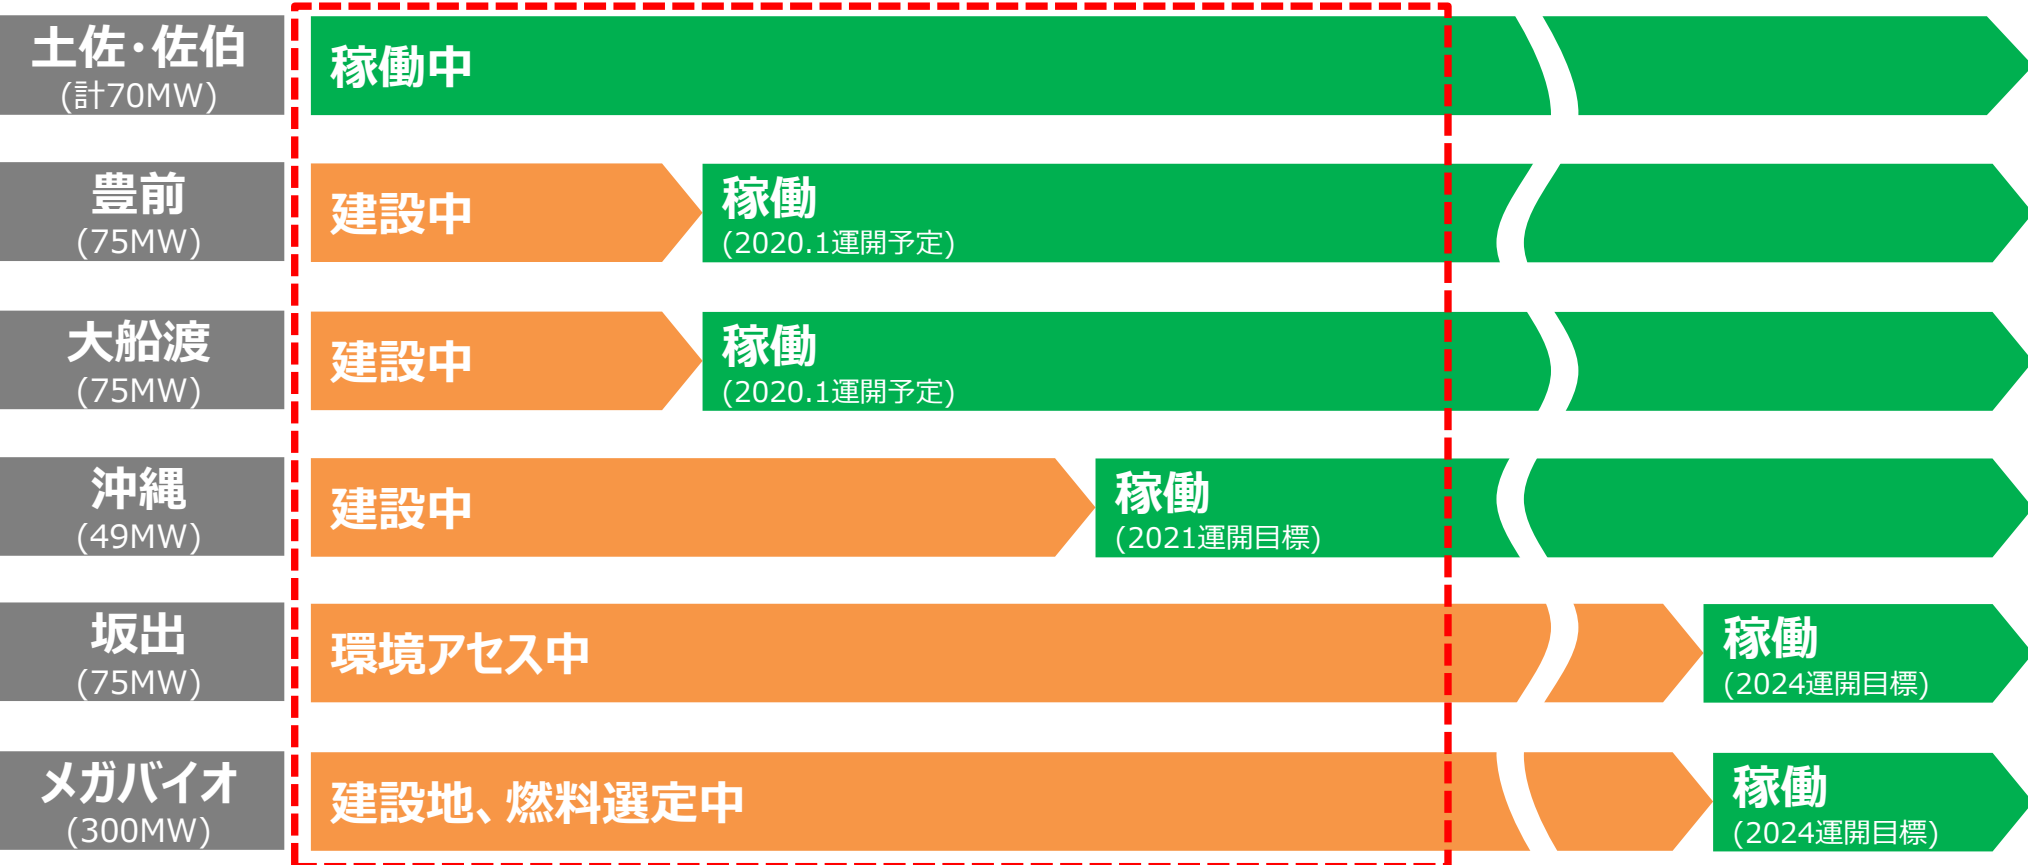 土佐・佐伯
(計70MW)
稼働中
豊前
(75MW)
建設中
稼働
(2020.1運開予定)
大船渡
(75MW)
建設中
稼働
(2020.1運開予定)
沖縄
(49MW)
建設中
稼働
(2021運開目標)
坂出
(75MW)
環境アセス中
稼働
(2024運開目標)
メガバイオ
(300MW)
建設地、燃料選定中
稼働
(2024運開目標)